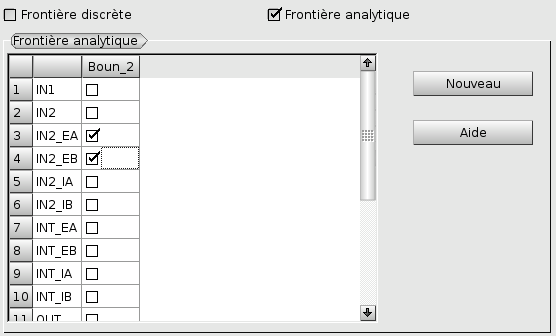 Frontière discrète Frontière analytique
Frontière analytique
Boun_2
1 IN1
2 IN2
3 IN2_EA
4 IN2_EB
5 IN2_IA
6 IN2_IB
7 INT_EA
8 INT_EB
9 INT_IA
10 INT_IB
11 OUT
Nouveau
Aide